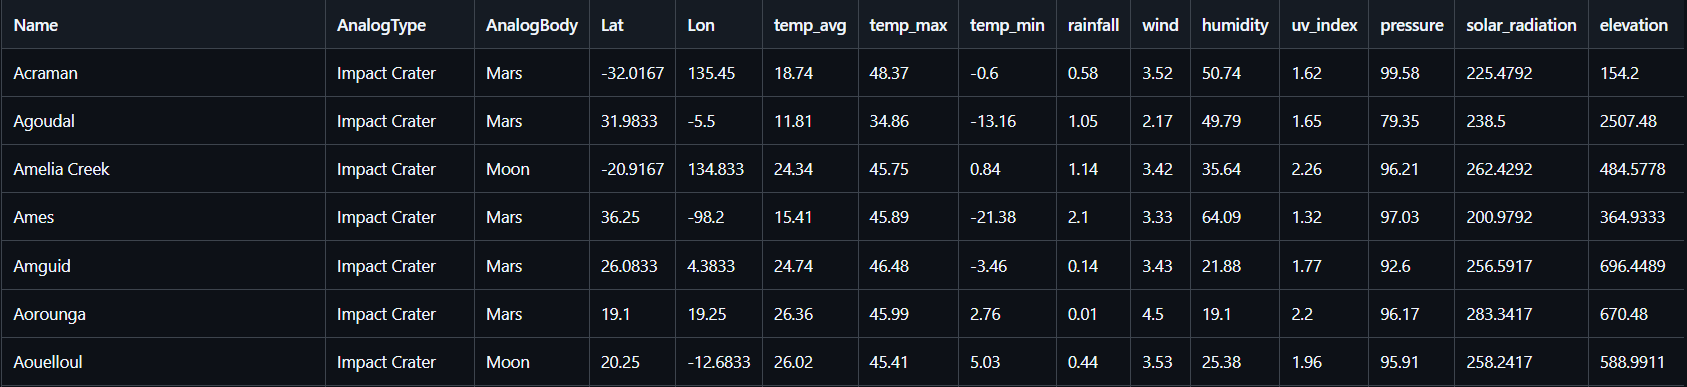 Name AnalogType AnalogBody Lat Lon temp_avg temp_max temp_min rainfall wind humidity uv_index pressure solar_radiation elevation
Acraman Impact Crater Mars -32.0167 135.45 18.74 48.37 -0.6 0.58 3.52 50.74 1.62 99.58 225.4792 154.2
Agoudal Impact Crater Mars 31.9833 -5.5 11.81 34.86 -13.16 1.05 2.17 49.79 1.65 79.35 238.5 2507.48
Amelia Creek Impact Crater Moon -20.9167 134.833 24.34 45.75 0.84 1.14 3.42 35.64 2.26 96.21 262.4292 484.5778
Ames Impact Crater Mars 36.25 -98.2 15.41 45.89 -21.38 2.1 3.33 64.09 1.32 97.03 200.9792 364.9333
Amguid Impact Crater Mars 26.0833 4.3833 24.74 46.48 -3.46 0.14 3.43 21.88 1.77 92.6 256.5917 696.4489
Aorounga Impact Crater Mars 19.1 19.25 26.36 45.99 2.76 0.01 4.5 19.1 2.2 96.17 283.3417 670.48
Aouelloul Impact Crater Moon 20.25 -12.6833 26.02 45.41 5.03 0.44 3.53 25.38 1.96 95.91 258.2417 588.9911